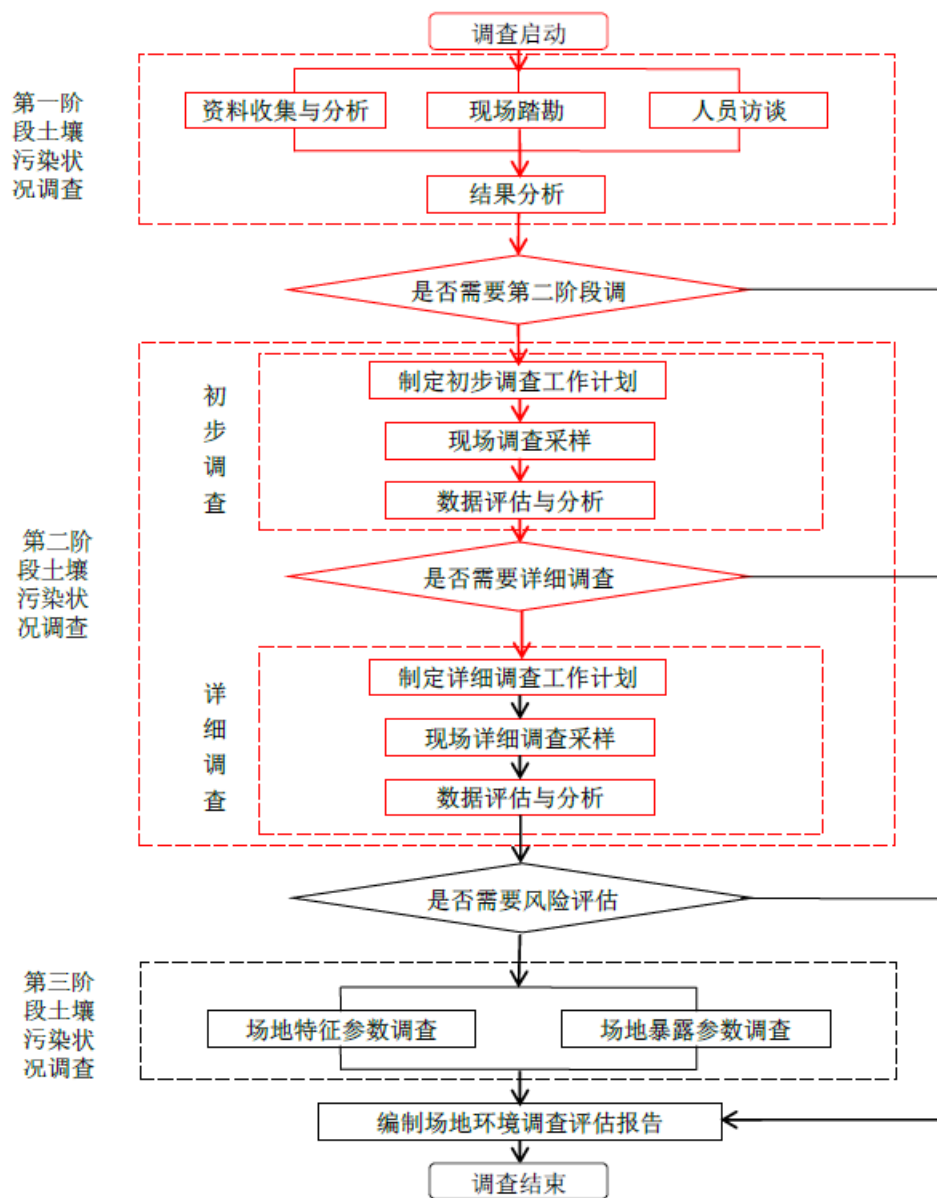 调查启动
第一阶
段土壤
污染状
况调查
资料收集与分析
现场踏勘
人员访谈
结果分析
是否需要第二阶段调
第二阶
段土壤
污染状
况调查
初
步
调
查
制定初步调查工作计划
现场调查采样
数据评估与分析
是否需要详细调查
详
细
调
查
制定详细调查工作计划
现场详细调查采样
数据评估与分析
是否需要风险评估
第三阶
段土壤
污染状
况调查
场地特征参数调查
场地暴露参数调查
编制场地环境调查评估报告
调查结束